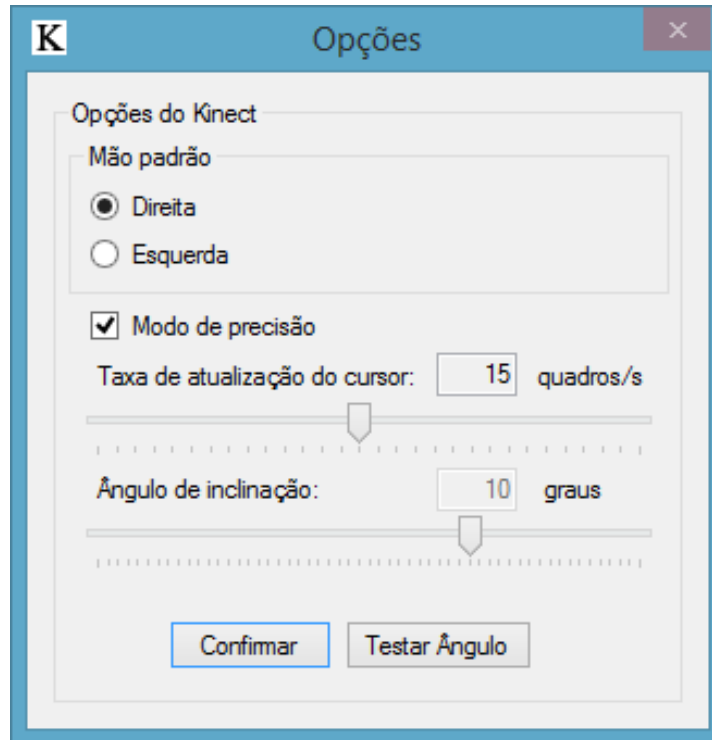 K
Opções
×
Opções do Kinect
Mão padrão
Direita
Esquerda
Modo de precisão
Taxa de atualização do cursor: 15 quadros/s
Ângulo de inclinação: 10 graus
Confirmar Testar Ângulo